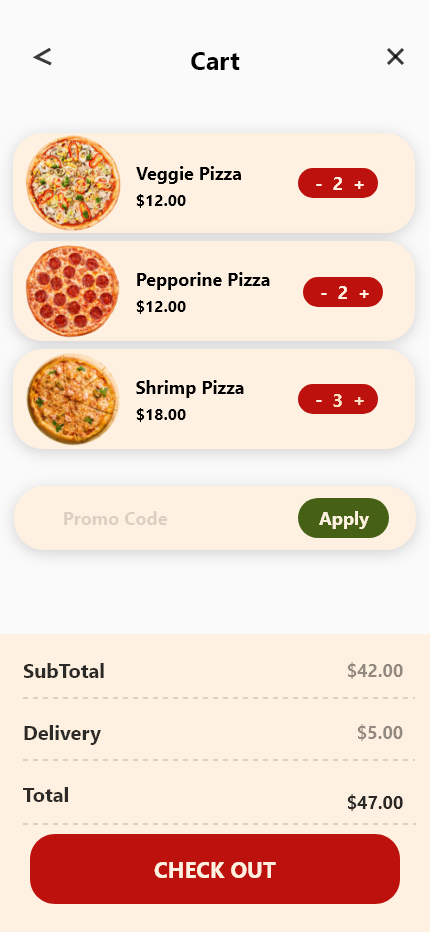 < Cart ×
Veggie Pizza
$12.00
- 2 +
Pepporine Pizza
$12.00
- 2 +
Shrimp Pizza
$18.00
- 3 +
Promo Code Apply
SubTotal $42.00
Delivery $5.00
Total $47.00
CHECK OUT